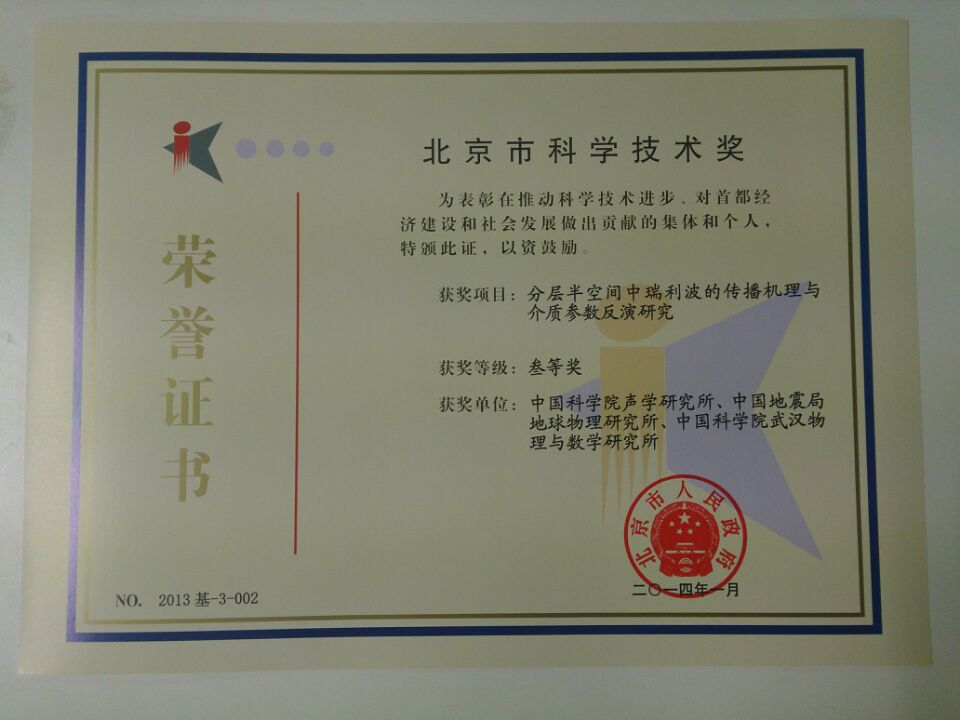 荣誉证书
北京市科学技术奖
为表彰在推动科学技术进步、对首都经
济建设和社会发展做出贡献的集体和个人，
特颁此证，以资鼓励。
获奖项目：分层半空间中瑞利波的传播机理与
介质参数反演研究
获奖等级：叁等奖
获奖单位：中国科学院声学研究所、中国地震局
地球物理研究所、中国科学院武汉物
理与数学研究所
北京市人民政府
二〇一四年一月
NO. 2013 基-3-002